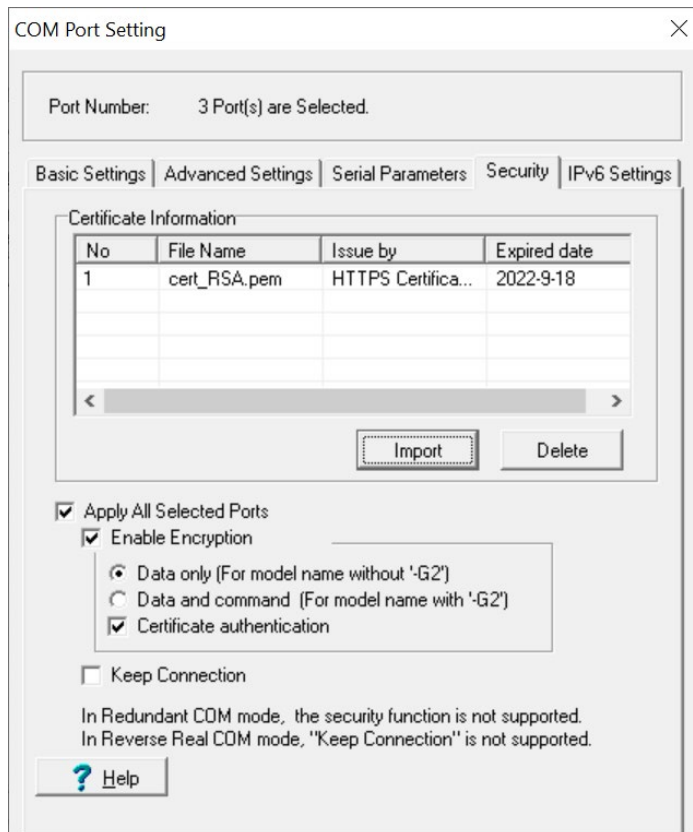 COM Port Setting
Port Number: 3 Port(s) are Selected.
Basic Settings Advanced Settings Serial Parameters Security IPv6 Settings
Certificate Information
No File Name Issue by Expired date
1 cert_RSA.pem HTTPS Certifica... 2022-9-18
Import Delete
Apply All Selected Ports
Enable Encryption
Data only (For model name without '-G2')
Data and command (For model name with '-G2')
Certificate authentication
Keep Connection
In Redundant COM mode, the security function is not supported.
In Reverse Real COM mode, "Keep Connection" is not supported.
? Help